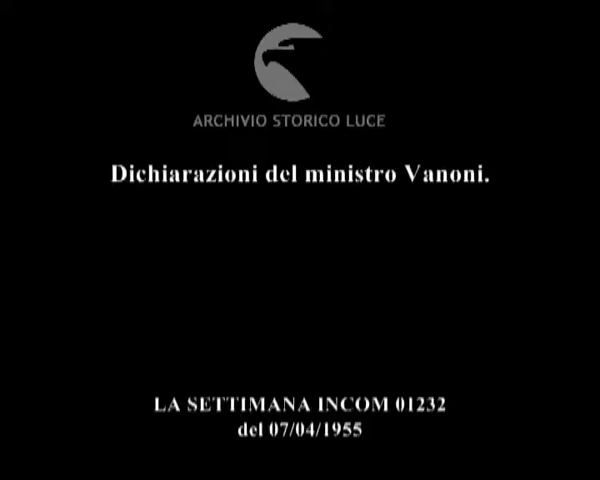 ARCHIVIO STORICO LUCE
Dichiarazioni del ministro Vanoni.
LA SETTIMANA INCOM 01232
del 07/04/1955